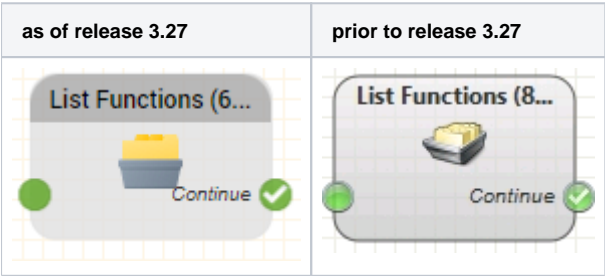 as of release 3.27
prior to release 3.27
List Functions (6...
Continue
List Functions (8...
Continue